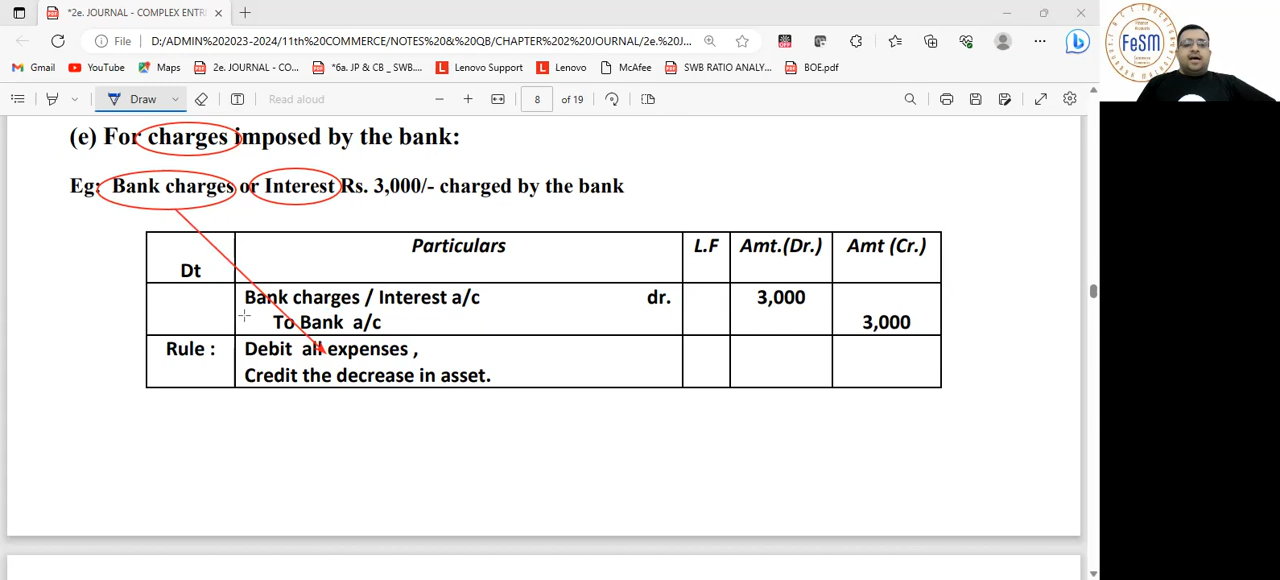 *2e. JOURNAL - COMPLEX ENTR
File D:/ADMIN%202023-2024/11th%20COMMERCE/NOTES%20&%20PPT/CHAPTER%202%20JOURNAL/2e.%20J...
Gmail YouTube Maps 2e. JOURNAL - CO... *6a. JP & CB _ SWB.... Lenovo Support Lenovo McAfee SWB RATIO ANALY... BOE.pdf
Draw Read aloud 8 of 19
(e) For charges imposed by the bank:
Eg: Bank charges or Interest Rs. 3,000/- charged by the bank
Dt Particulars L.F Amt.(Dr.) Amt (Cr.)
Bank charges / Interest a/c dr. 3,000
To Bank a/c 3,000
Rule : Debit all expenses ,
Credit the decrease in asset.
FeSM
OFF